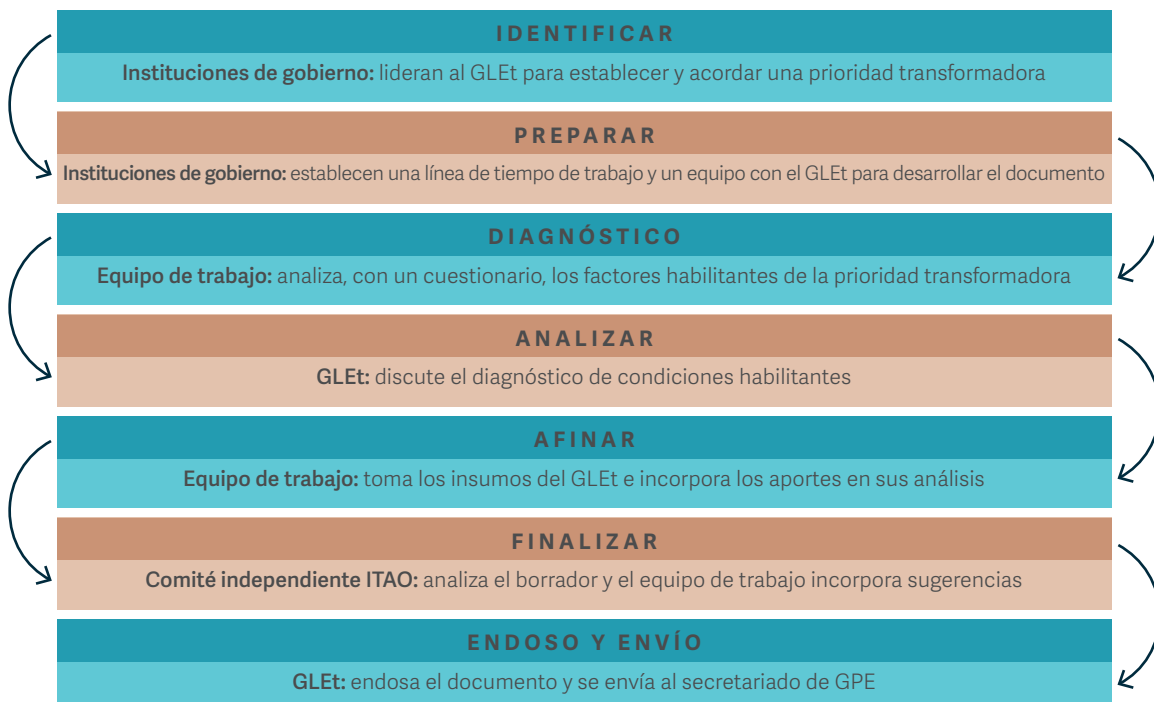 IDENTIFICAR
Instituciones de gobierno: lideran al GLEt para establecer y acordar una prioridad transformadora
PREPARAR
Instituciones de gobierno: establecen una línea de tiempo de trabajo y un equipo con el GLEt para desarrollar el documento
DIAGNÓSTICO
Equipo de trabajo: analiza, con un cuestionario, los factores habilitantes de la prioridad transformadora
ANALIZAR
GLEt: discute el diagnóstico de condiciones habilitantes
AFINAR
Equipo de trabajo: toma los insumos del GLEt e incorpora los aportes en sus análisis
FINALIZAR
Comité independiente ITAO: analiza el borrador y el equipo de trabajo incorpora sugerencias
ENDOSO Y ENVÍO
GLEt: endosa el documento y se envía al secretariado de GPE